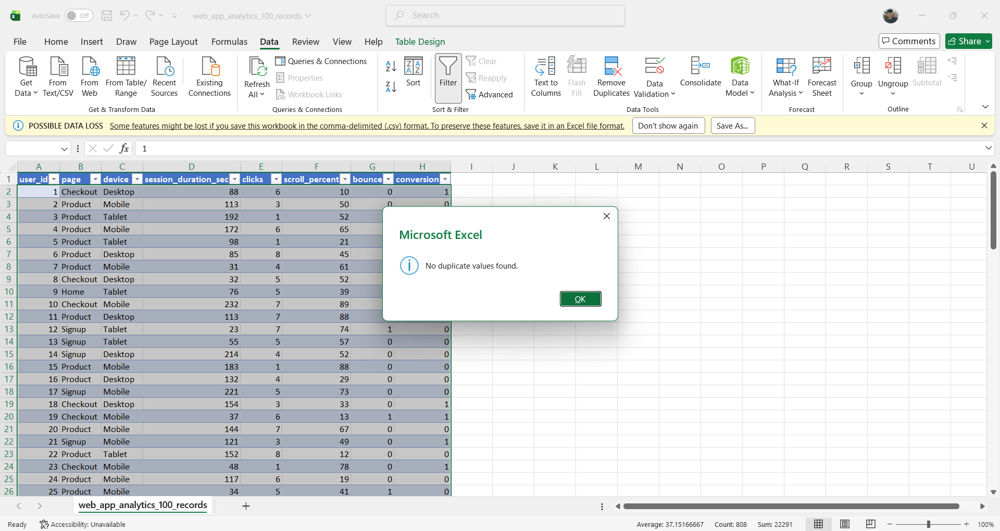 AutoSave Off web_app_analytics_100_records Search
File Home Insert Draw Page Layout Formulas Data Review View Help Table Design Comments Share
Get Data From Text/CSV From Web From Table/ Range Recent Sources Existing Connections
Get & Transform Data
Refresh All Queries & Connections
Properties
Workbook Links
Queries & Connections
Sort Filter Clear
Reapply
Advanced
Sort & Filter
Text to Columns Flash Fill Remove Duplicates Data Validation Consolidate Data Model
Data Tools
What-If Analysis Forecast Sheet
Forecast
Group Ungroup Subtotal
Outline
POSSIBLE DATA LOSS Some features might be lost if you save this workbook in the comma-delimited (.csv) format. To preserve these features, save it in an Excel file format. Don't show again Save As...
fx 1
A B C D E F G H I J K L M N O P Q R S T U
1 user_id page device session_duration_sec clicks scroll_percent bounce conversion
2 1 Checkout Desktop 88 6 10 0 1
3 2 Product Mobile 113 3 50 0 0
4 3 Product Tablet 192 1 52
5 4 Product Mobile 172 6 65
6 5 Product Tablet 98 1 21
7 6 Product Desktop 85 8 45
8 7 Product Mobile 31 4 61
9 8 Checkout Desktop 32 5 52
10 9 Home Tablet 76 5 39
11 10 Checkout Mobile 232 7 89
12 11 Product Desktop 113 7 88
13 12 Signup Tablet 23 7 74 1 0
14 13 Signup Tablet 55 5 57 0 0
15 14 Signup Desktop 214 4 52 0 0
16 15 Product Mobile 183 1 88 0 0
17 16 Product Desktop 132 4 29 0 0
18 17 Signup Mobile 221 5 73 0 0
19 18 Checkout Desktop 154 3 33 0 1
20 19 Checkout Mobile 37 6 13 1 1
21 20 Product Mobile 144 7 67 0 0
22 21 Signup Mobile 121 3 49 0 1
23 22 Product Tablet 152 8 12 0 0
24 23 Checkout Mobile 48 1 78 0 1
25 24 Product Mobile 117 6 19 0 0
26 25 Product Mobile 34 5 41 1 0
Microsoft Excel
No duplicate values found.
OK
web_app_analytics_100_records
Ready Accessibility: Unavailable Average: 37.15166667 Count: 808 Sum: 22291 100%